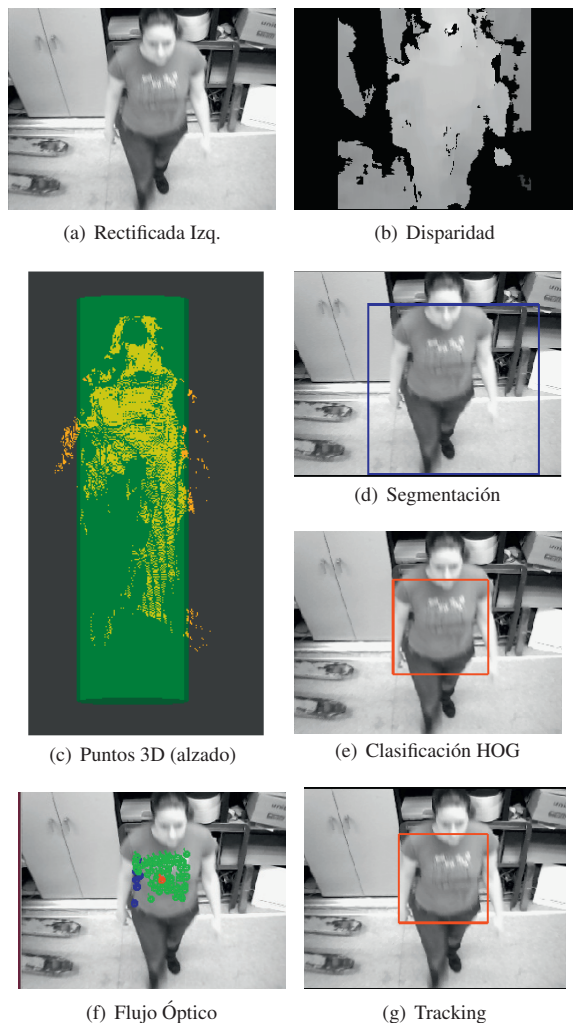 (a) Rectificada Izq.
(b) Disparidad
(c) Puntos 3D (alzado)
(d) Segmentación
(e) Clasificación HOG
(f) Flujo Óptico
(g) Tracking